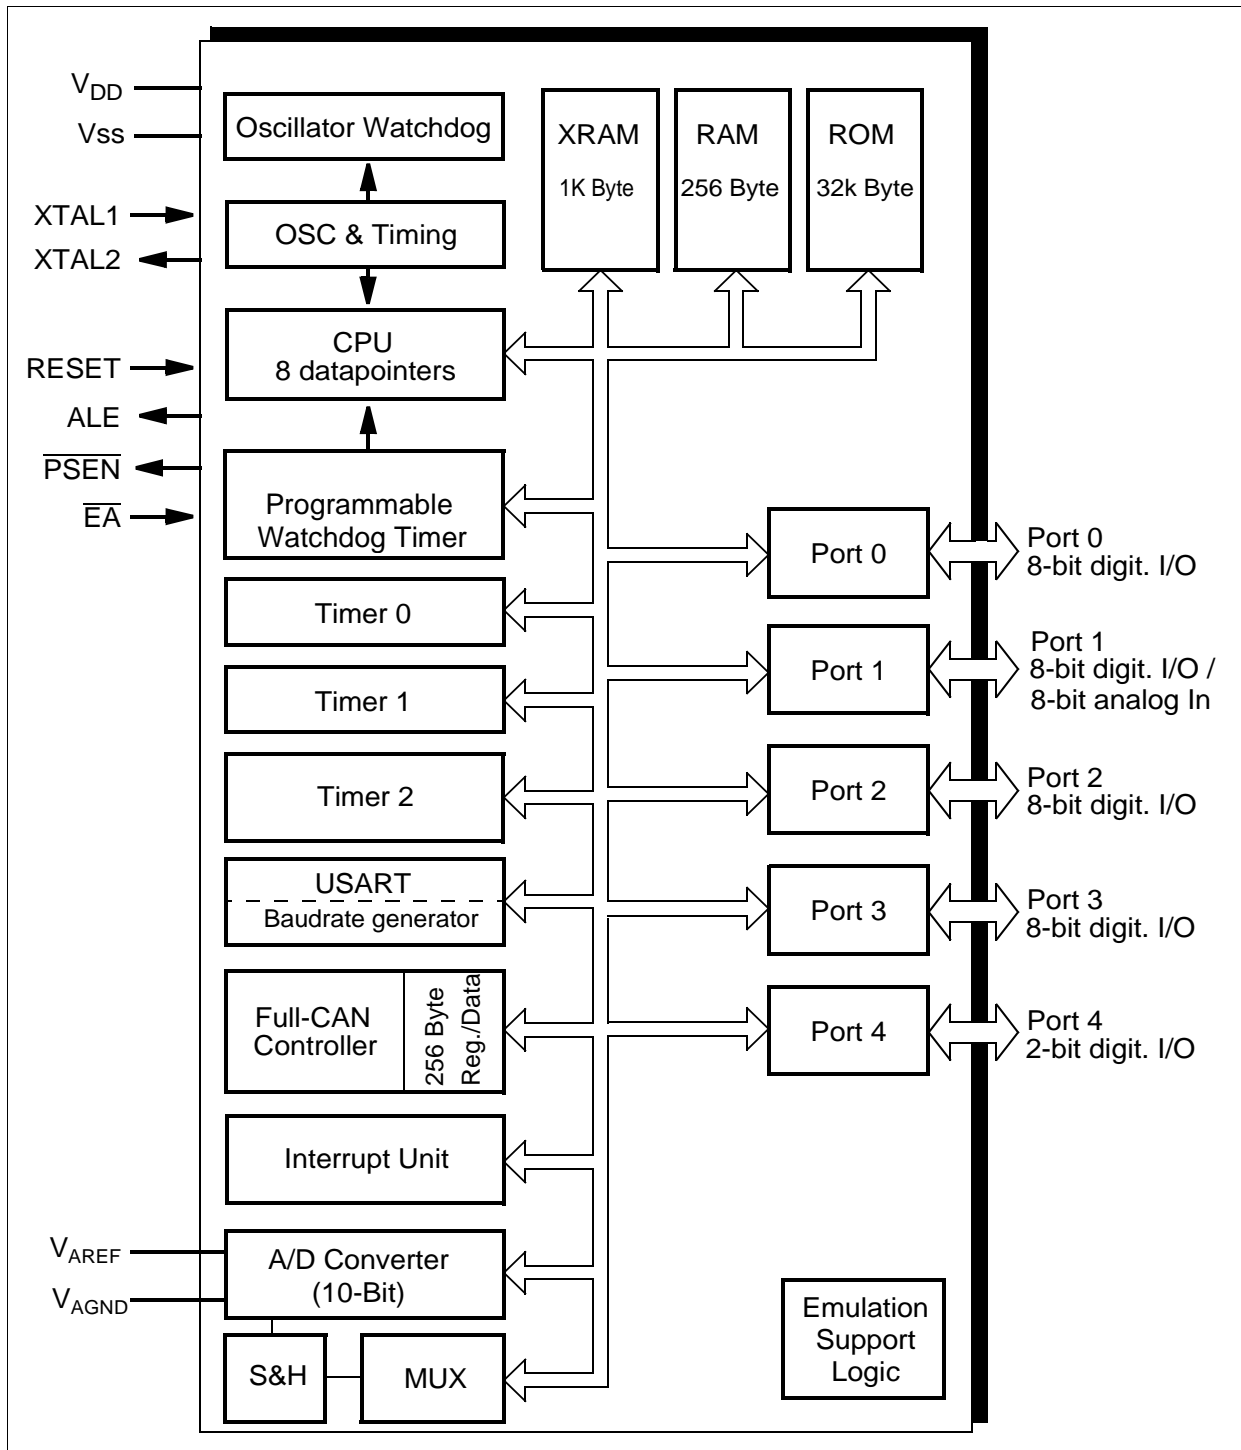 VDD
Vss
XTAL1
XTAL2
RESET
ALE
PSEN
EA
VAREF
VAGND
Oscillator Watchdog
OSC & Timing
CPU
8 datapointers
Programmable
Watchdog Timer
Timer 0
Timer 1
Timer 2
USART
Baudrate generator
Full-CAN
Controller
256 Byte
Reg./Data
Interrupt Unit
A/D Converter
(10-Bit)
S&H
MUX
XRAM
1K Byte
RAM
256 Byte
ROM
32k Byte
Port 0
Port 1
Port 2
Port 3
Port 4
Emulation
Support
Logic
Port 0
8-bit digit. I/O
Port 1
8-bit digit. I/O /
8-bit analog In
Port 2
8-bit digit. I/O
Port 3
8-bit digit. I/O
Port 4
2-bit digit. I/O